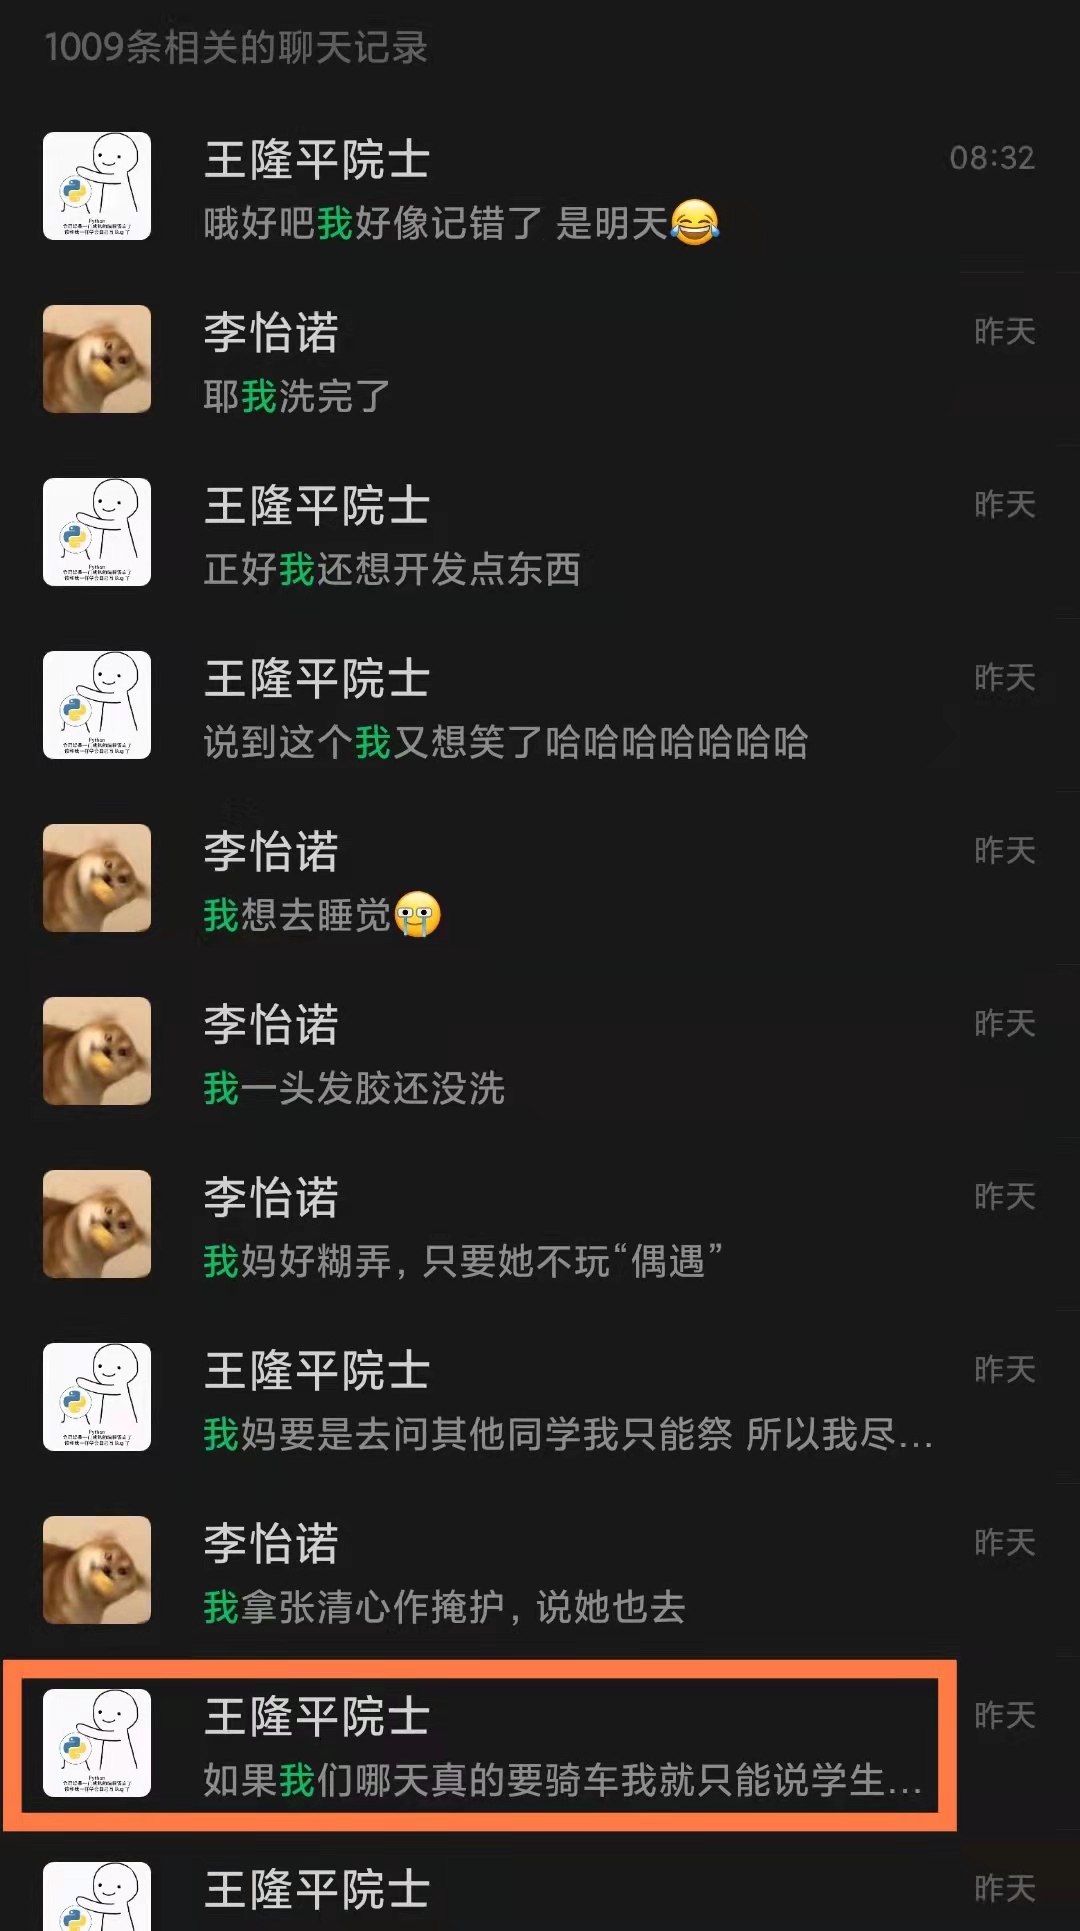 1009条相关的聊天记录
王隆平院士
08:32
哦好吧我好像记错了 是明天😂
李怡诺
昨天
耶我洗完了
王隆平院士
昨天
正好我还想开发点东西
王隆平院士
昨天
说到这个我又想笑了哈哈哈哈哈哈哈
李怡诺
昨天
我想去睡觉
李怡诺
昨天
我一头发胶还没洗
李怡诺
昨天
我妈好糊弄，只要她不玩“偶遇”
王隆平院士
昨天
我妈要是去问其他同学我只能祭 所以我尽...
李怡诺
昨天
我拿张清心作掩护，说她也去
王隆平院士
昨天
如果我们哪天真的要骑车我就只能说学生...
王隆平院士
昨天
Python